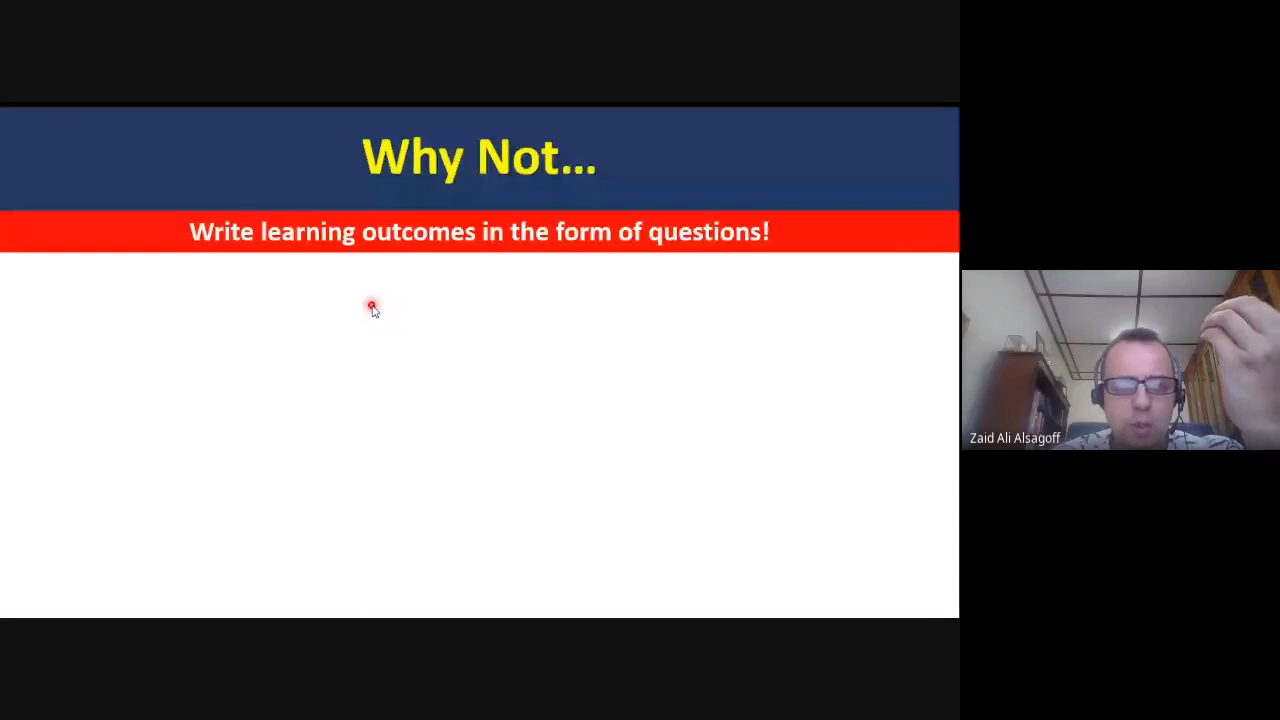 Why Not...
Write learning outcomes in the form of questions!
Zaid Ali Alsagoff